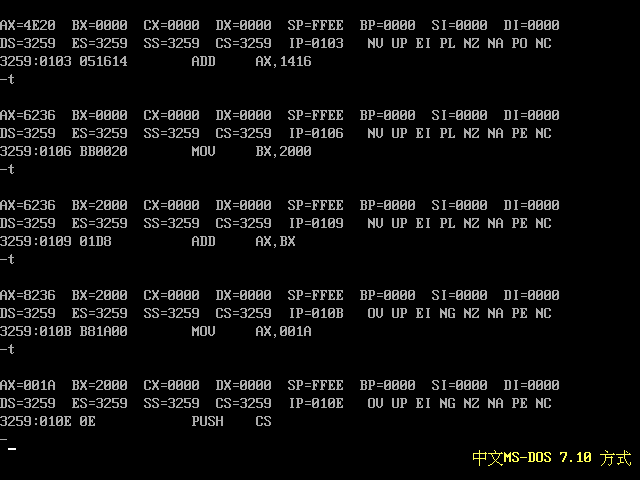 AX=4E20  BX=0000  CX=0000  DX=0000  SP=FFEE  BP=0000  SI=0000  DI=0000
DS=3259  ES=3259  SS=3259  CS=3259  IP=0103   NV UP EI PL NZ NA PO NC
3259:0103 051614        ADD     AX,1416
-t
AX=6236  BX=0000  CX=0000  DX=0000  SP=FFEE  BP=0000  SI=0000  DI=0000
DS=3259  ES=3259  SS=3259  CS=3259  IP=0106   NV UP EI PL NZ NA PE NC
3259:0106 BB0020        MOV     BX,2000
-t
AX=6236  BX=2000  CX=0000  DX=0000  SP=FFEE  BP=0000  SI=0000  DI=0000
DS=3259  ES=3259  SS=3259  CS=3259  IP=0109   NV UP EI PL NZ NA PE NC
3259:0109 01D8          ADD     AX,BX
-t
AX=8236  BX=2000  CX=0000  DX=0000  SP=FFEE  BP=0000  SI=0000  DI=0000
DS=3259  ES=3259  SS=3259  CS=3259  IP=010B   OV UP EI NG NZ NA PE NC
3259:010B B81A00        MOV     AX,001A
-t
AX=001A  BX=2000  CX=0000  DX=0000  SP=FFEE  BP=0000  SI=0000  DI=0000
DS=3259  ES=3259  SS=3259  CS=3259  IP=010E   OV UP EI NG NZ NA PE NC
3259:010E 0E            PUSH    CS
-
中文MS-DOS 7.10 方式